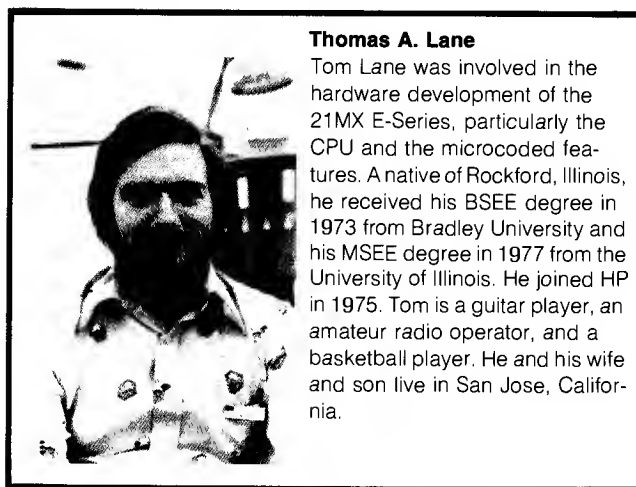 Thomas A. Lane
Tom Lane was involved in the
hardware development of the
21MX E-Series, particularly the
CPU and the microcoded fea-
tures. A native of Rockford, Illinois,
he received his BSEE degree in
1973 from Bradley University and
his MSEE degree in 1977 from the
University of Illinois. He joined HP
in 1975. Tom is a guitar player, an
amateur radio operator, and a
basketball player. He and his wife
and son live in San Jose, Califor-
nia.